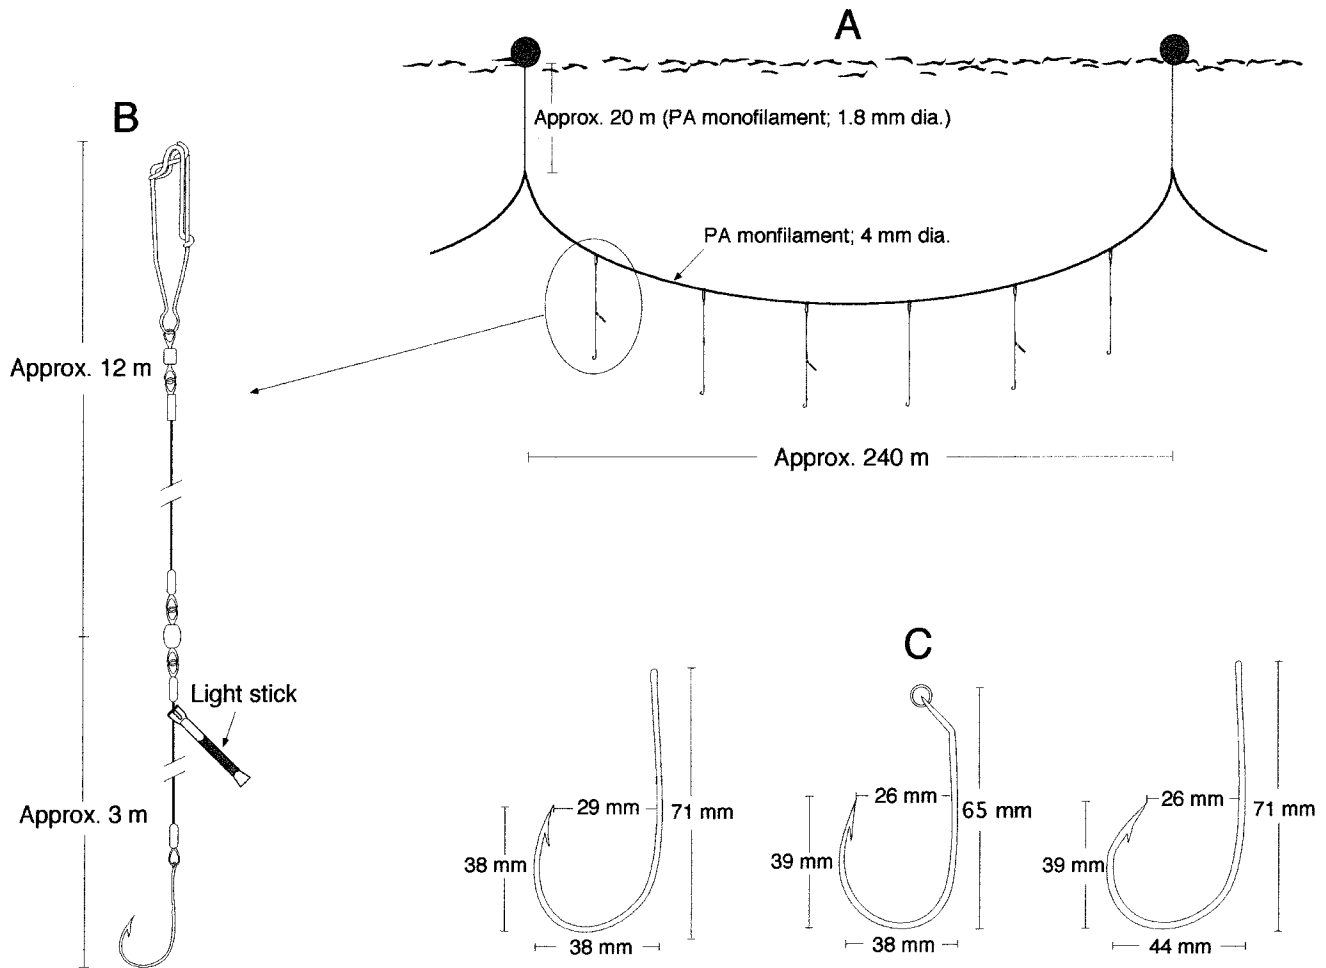 A
Approx. 20 m (PA monofilament; 1.8 mm dia.)
PA monfilament; 4 mm dia.
Approx. 240 m
B
Approx. 12 m
Light stick
Approx. 3 m
C
29 mm
71 mm
38 mm
38 mm
26 mm
65 mm
39 mm
38 mm
26 mm
71 mm
39 mm
44 mm